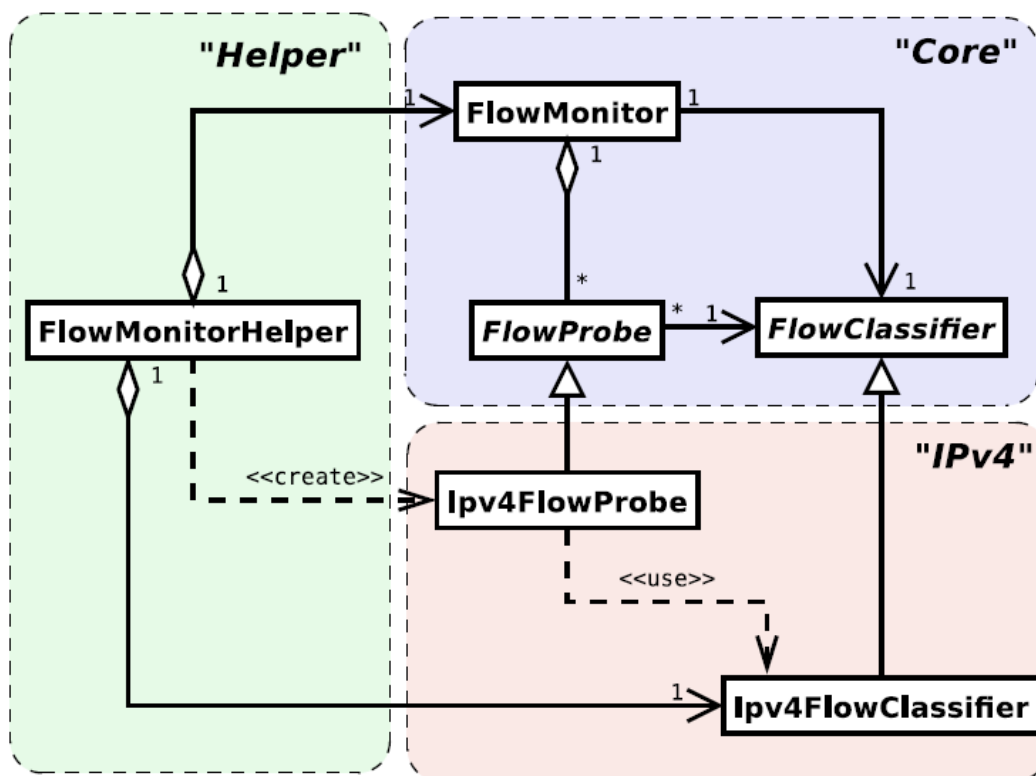 "Helper"
"Core"
1
FlowMonitor
1
1
*
1
FlowMonitorHelper
1
FlowProbe
*
1
1
FlowClassifier
"IPv4"
<<create>>
Ipv4FlowProbe
<<use>>
1
Ipv4FlowClassifier